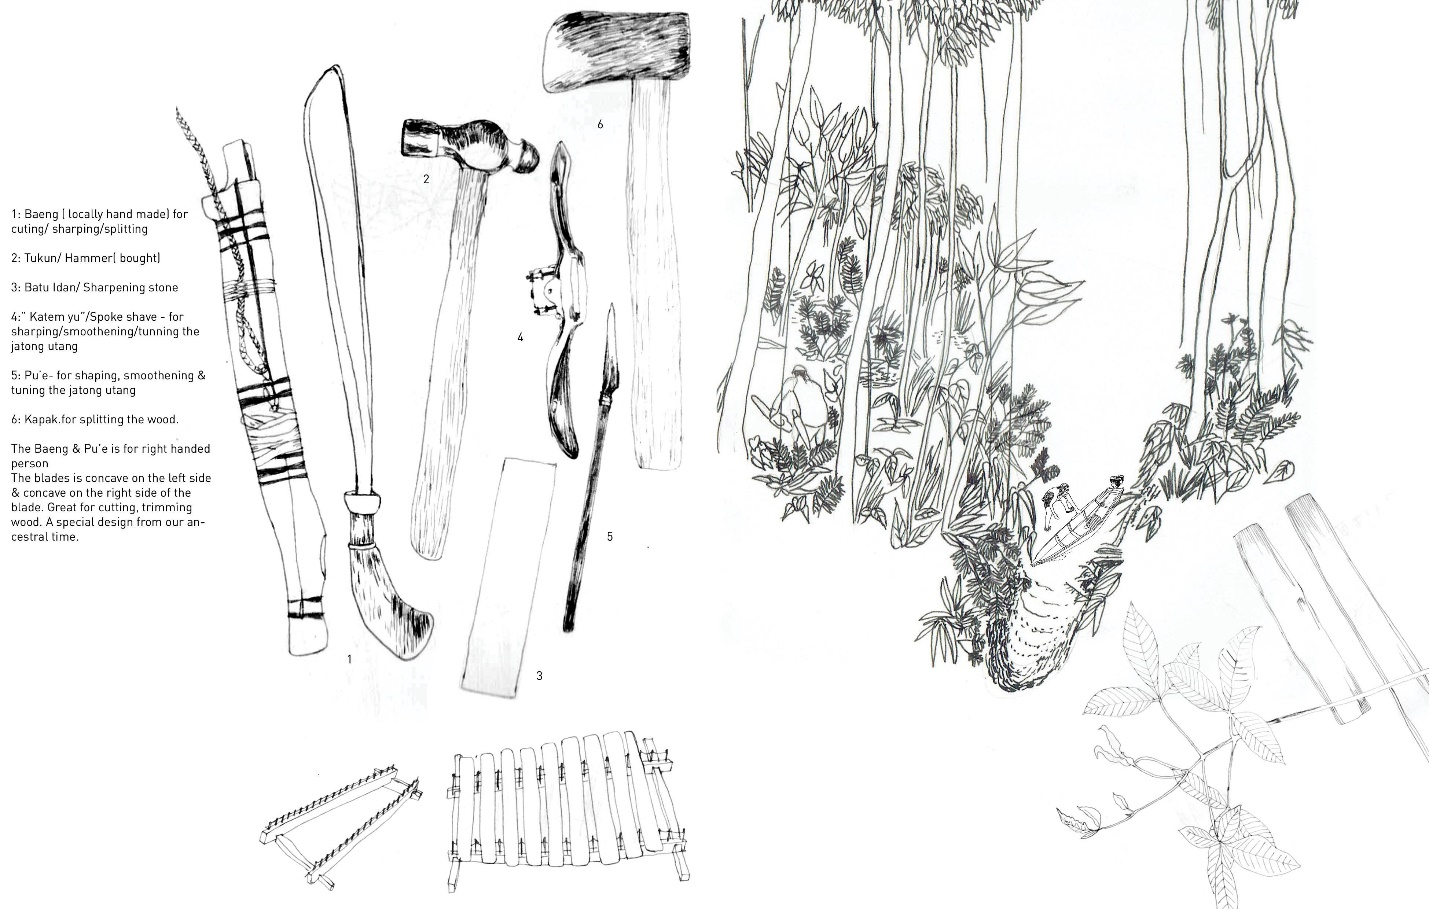 1: Baeng ( locally hand made) for
cuting/ sharping/splitting
2: Tukun/ Hammer( bought)
3: Batu Idan/ Sharpening stone
4:" Katem yu"/Spoke shave - for
sharping/smoothening/tunning the
jatong utang
5: Pu'e- for shaping, smoothening &
tuning the jatong utang
6: Kapak.for splitting the wood.
The Baeng & Pu'e is for right handed
person
The blades is concave on the left side
& concave on the right side of the
blade. Great for cutting, trimming
wood. A special design from our an-
cestral time.
6
2
4
5
1
3